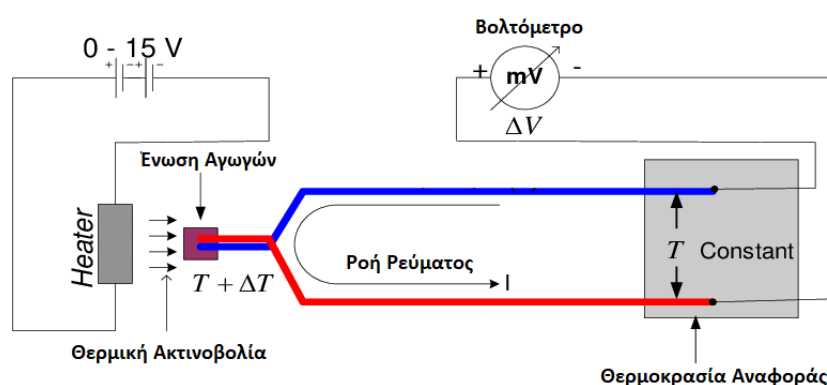 0 - 15 V
+ - + -
Βολτόμετρο
+ mV -
ΔV
Ένωση Αγωγών
Heater
T + ΔT
Ροή Ρεύματος
I
T Constant
Θερμική Ακτινοβολία
Θερμοκρασία Αναφοράς